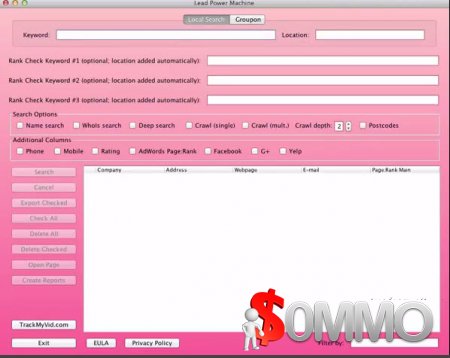 Lead Power Machine
Local Search Groupon
Keyword: Location:
Rank Check Keyword #1 (optional; location added automatically):
Rank Check Keyword #2 (optional; location added automatically):
Rank Check Keyword #3 (optional; location added automatically):
Search Options
Name search WhoIs search Deep search Crawl (single) Crawl (mult.) Crawl depth: 2 Postcodes
Additional Columns
Phone Mobile Rating AdWords Page:Rank Facebook G+ Yelp
Search Company Address Webpage E-mail Page:Rank Main
Cancel
Export Checked
Check All
Delete All
Delete Checked
Open Page
Create Reports
TrackMyVid.com
$OMMO
Exit EULA Privacy Policy Filter by: